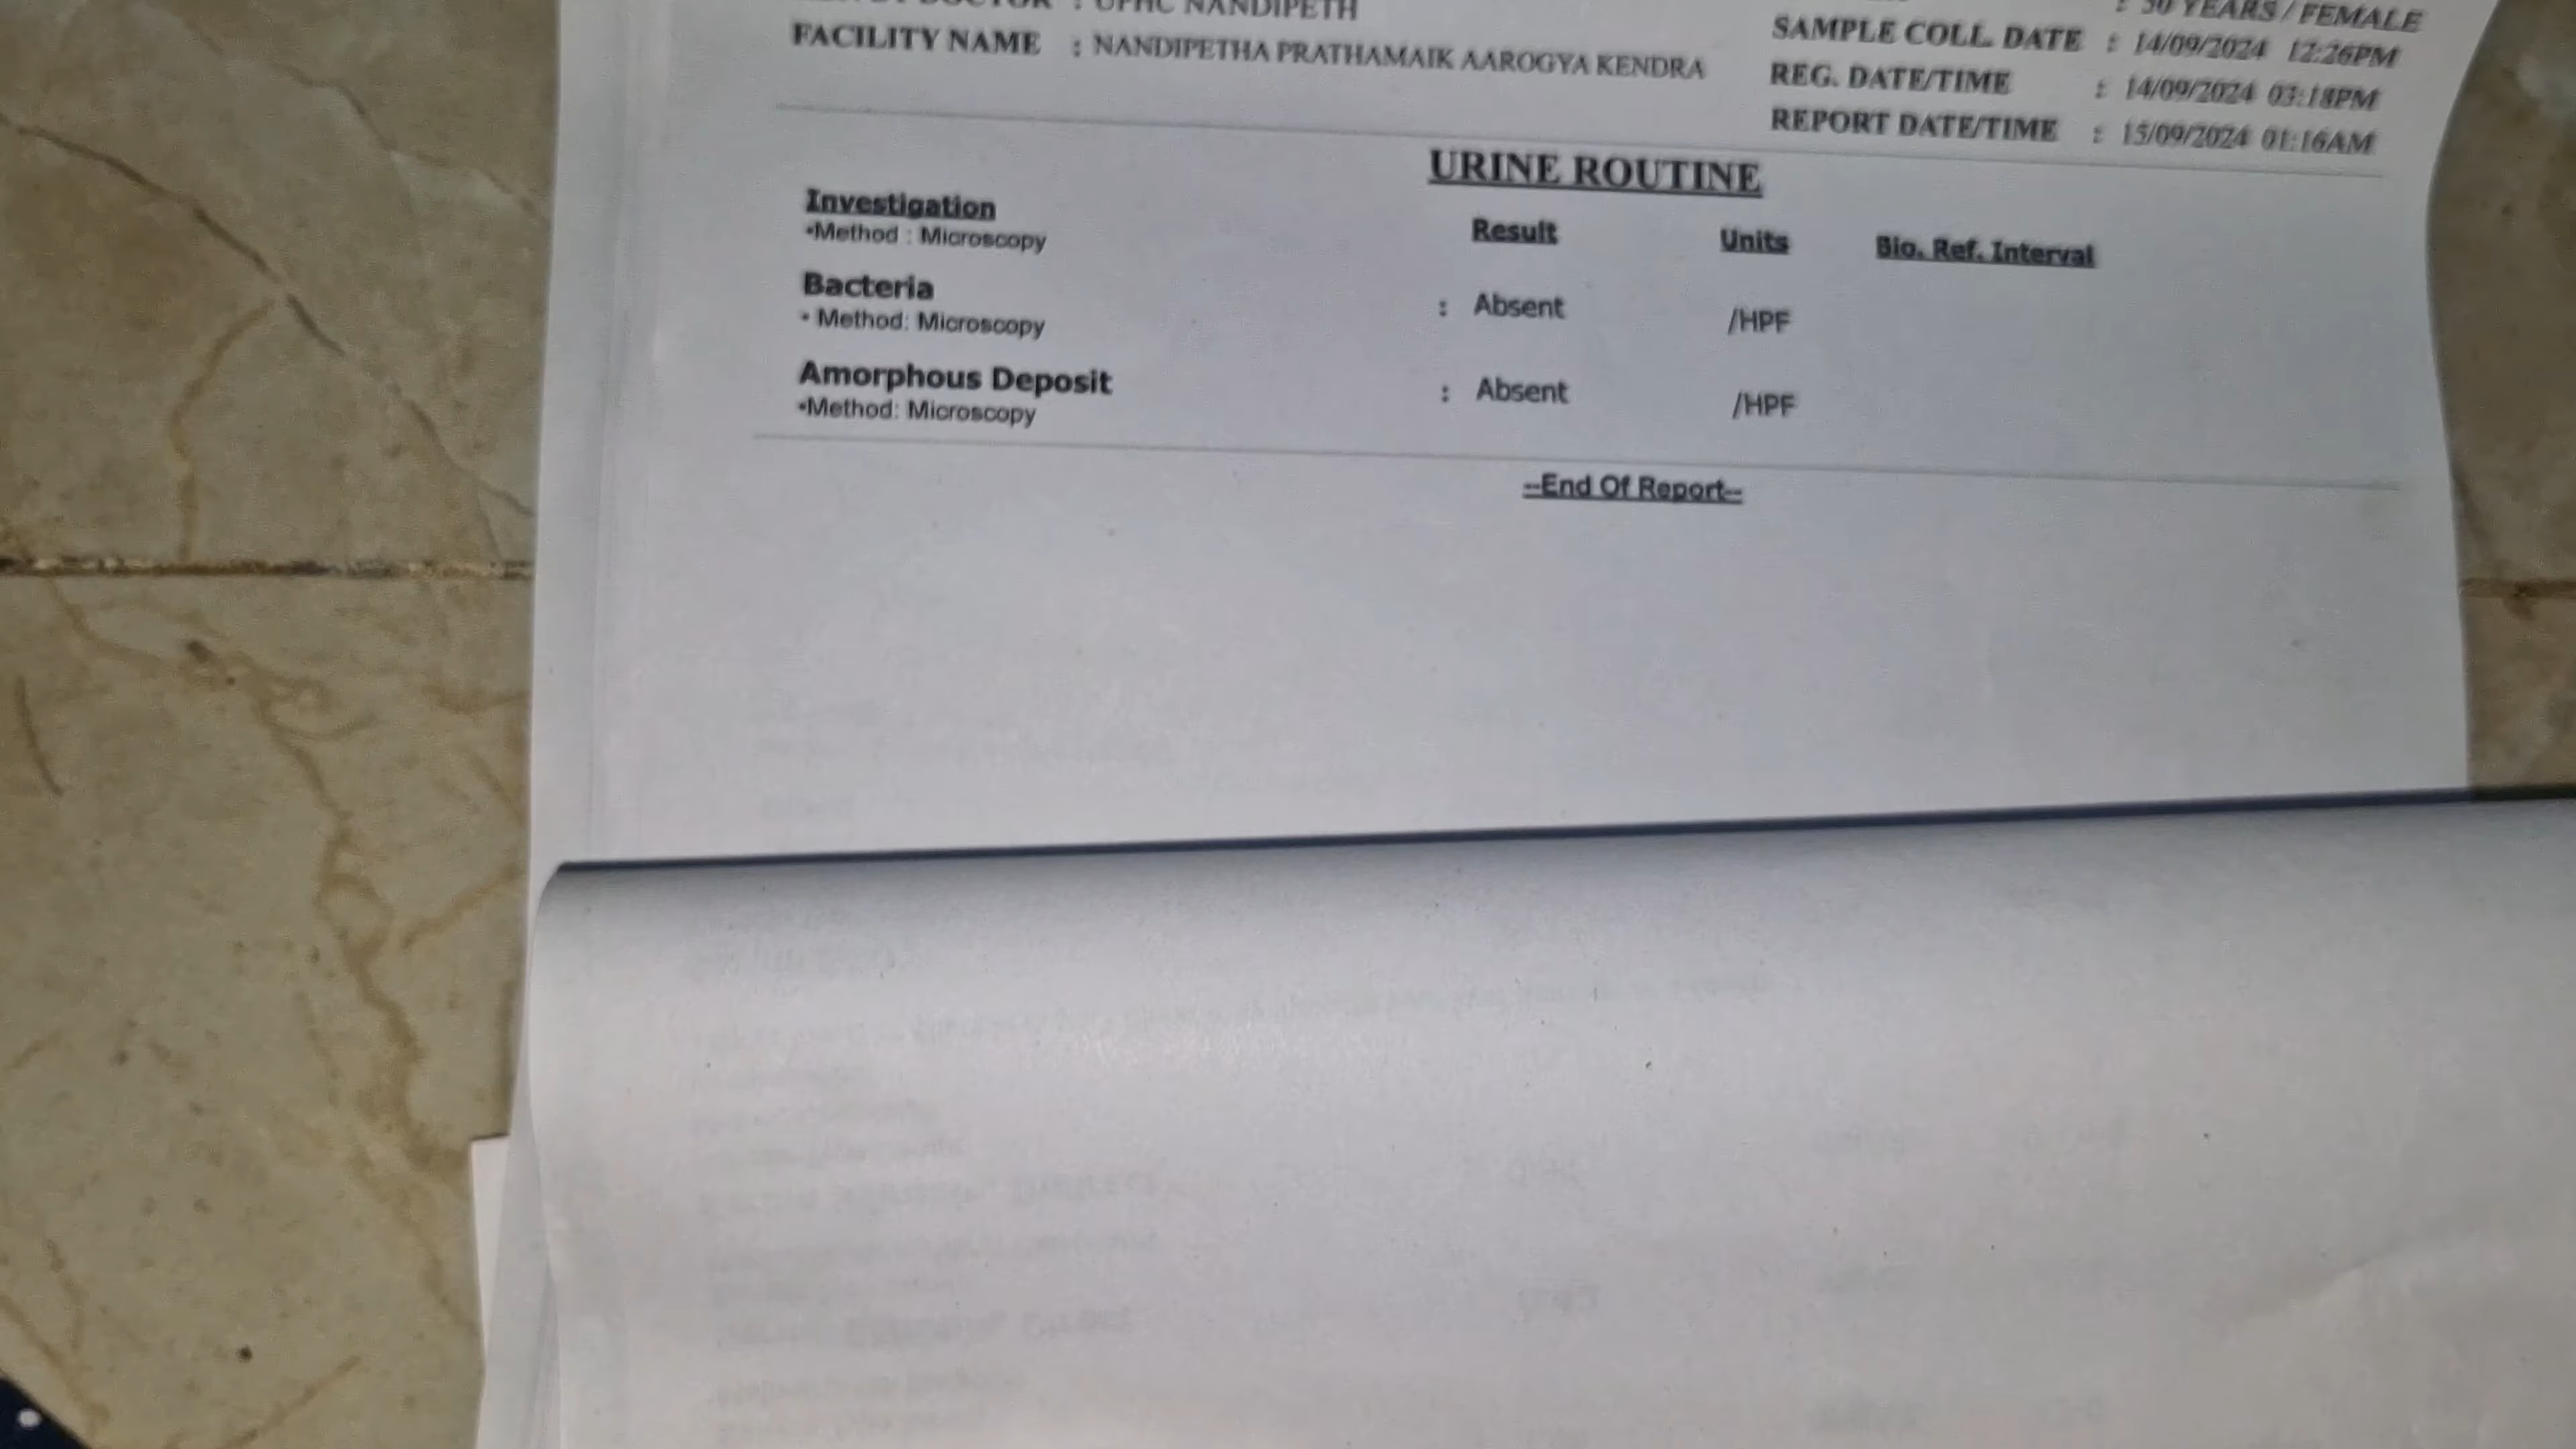 : UPHC NANDIPETH
FACILITY NAME : NANDIPETHA PRATHAMAIK AAROGYA KENDRA
YEARS / FEMALE
SAMPLE COLL. DATE : 14/09/2024 12:26PM
REG. DATE/TIME : 14/09/2024 03:18PM
REPORT DATE/TIME : 15/09/2024 01:16AM
URINE ROUTINE
Investigation Result Units Bio. Ref. Interval
•Method : Microscopy
Bacteria : Absent /HPF
• Method: Microscopy
Amorphous Deposit : Absent /HPF
•Method: Microscopy
--End Of Report--